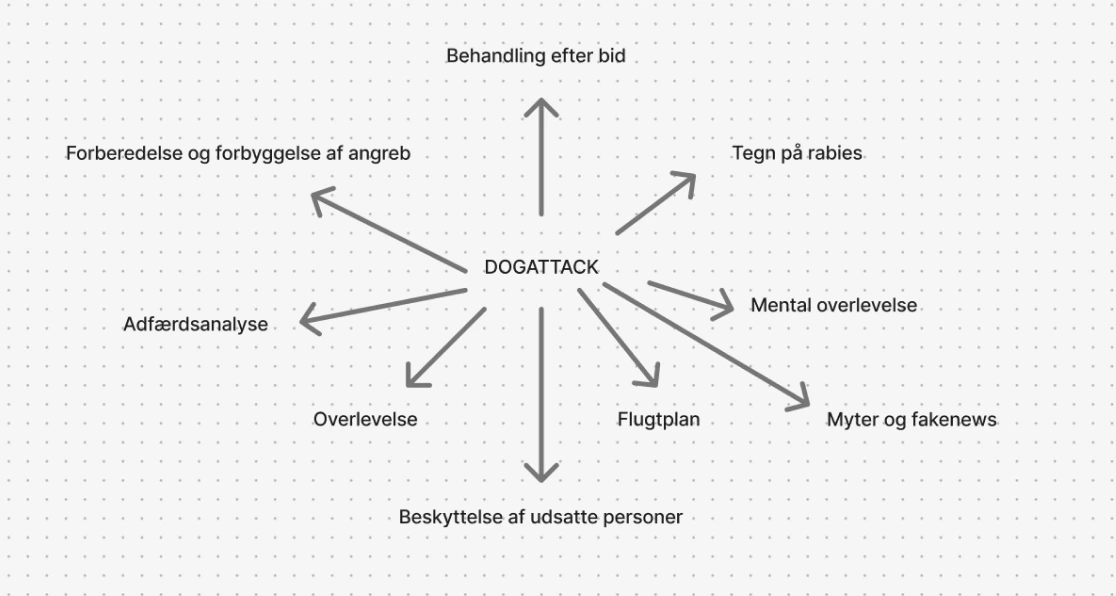 Behandling efter bid
Forberedelse og forbyggelse af angreb
Tegn på rabies
DOGATTACK
Mental overlevelse
Adfærdsanalyse
Overlevelse
Flugtplan
Myter og fakenews
Beskyttelse af udsatte personer